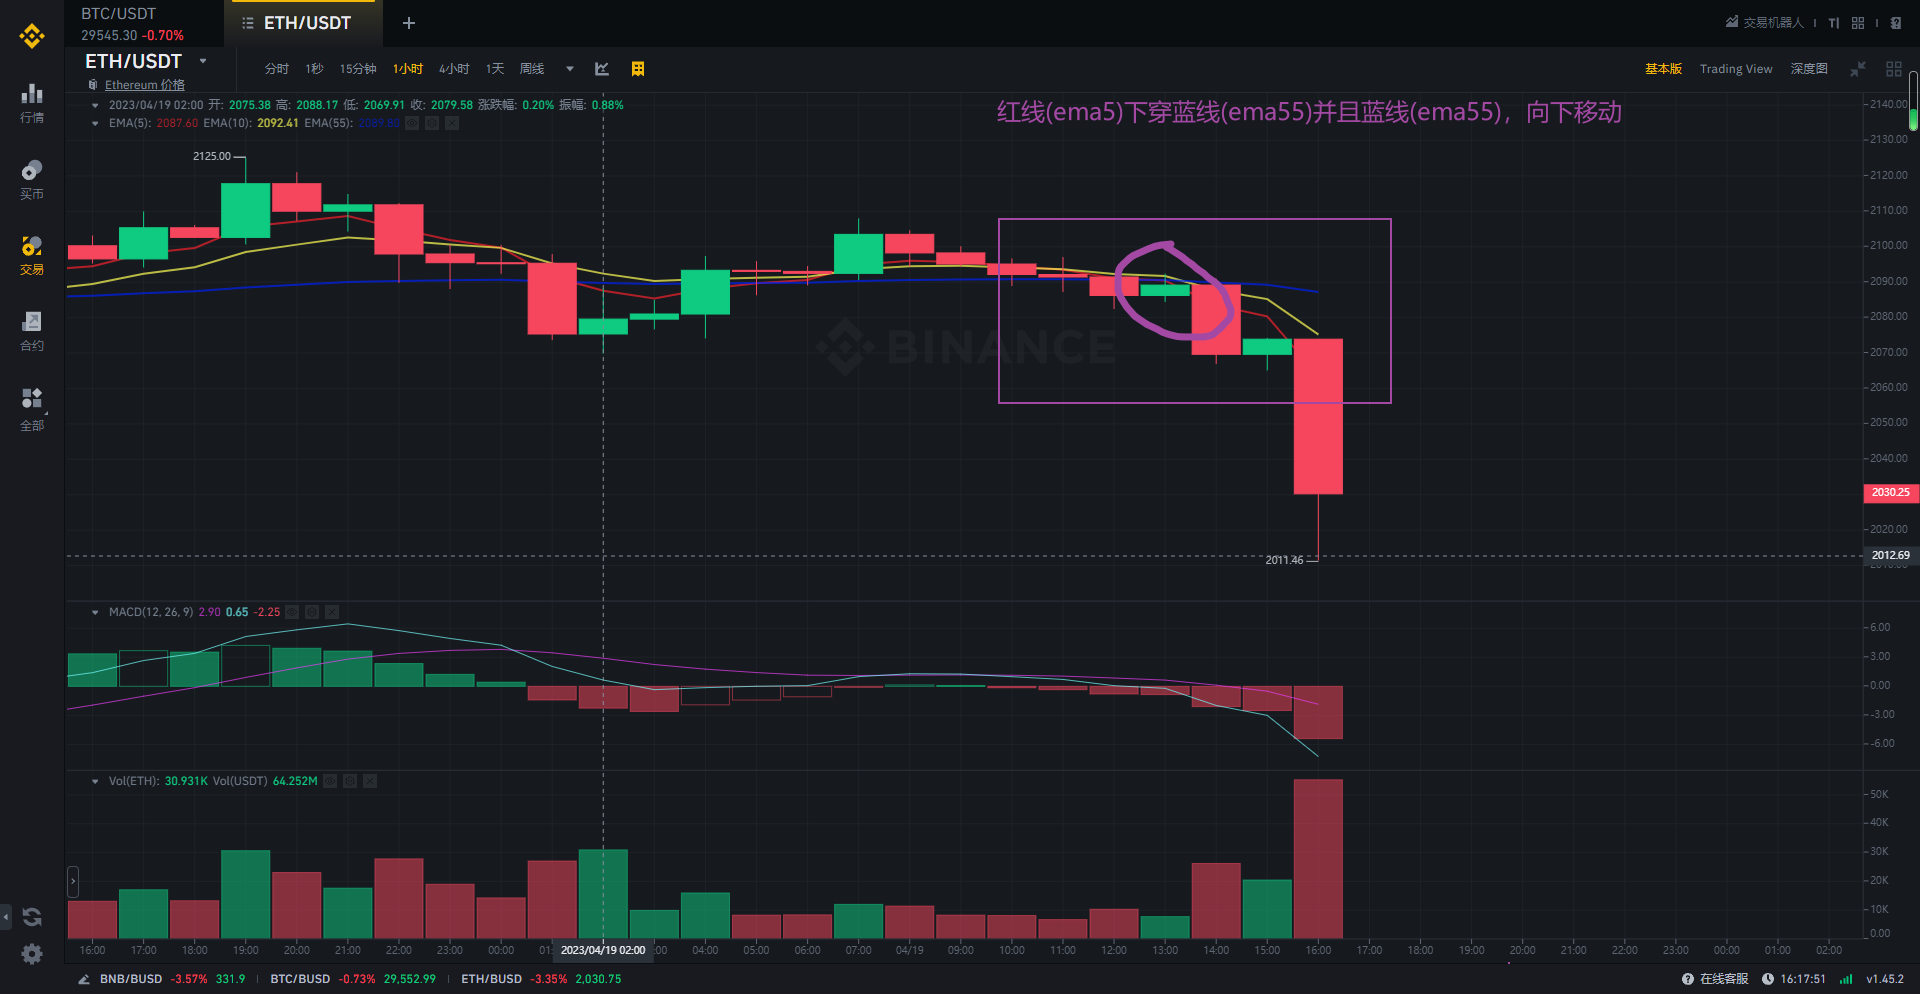 BTC/USDT
29545.30 -0.70%
ETH/USDT
交易机器人
ETH/USDT
Ethereum 价格
分时 1秒 15分钟 1小时 4小时 1天 周线
基本版 Trading View 深度图
2023/04/19 02:00 开: 2075.38 高: 2088.17 低: 2069.91 收: 2079.58 涨跌幅: 0.20% 振幅: 0.88%
EMA(5): 2087.60 EMA(10): 2092.41 EMA(55): 2089.80
红线(ema5)下穿蓝线(ema55)并且蓝线(ema55)，向下移动
行情
买币
交易
合约
全部
2125.00
BINANCE
2011.46
2140.00
2130.00
2120.00
2110.00
2100.00
2090.00
2080.00
2070.00
2060.00
2050.00
2040.00
2030.25
2020.00
2012.69
MACD(12, 26, 9) 2.90 0.65 -2.25
6.00
3.00
0.00
-3.00
-6.00
Vol(ETH): 30.931K Vol(USDT) 64.252M
50K
40K
30K
20K
10K
0.00
16:00 17:00 18:00 19:00 20:00 21:00 22:00 23:00 00:00 01: 2023/04/19 02:00 :00 04:00 05:00 06:00 07:00 04/19 09:00 10:00 11:00 12:00 13:00 14:00 15:00 16:00 17:00 18:00 19:00 20:00 21:00 22:00 23:00 00:00 01:00 02:00
BNB/BUSD -3.57% 331.9 BTC/BUSD -0.73% 29,552.99 ETH/BUSD -3.35% 2,030.75
在线客服 16:17:51 v1.45.2